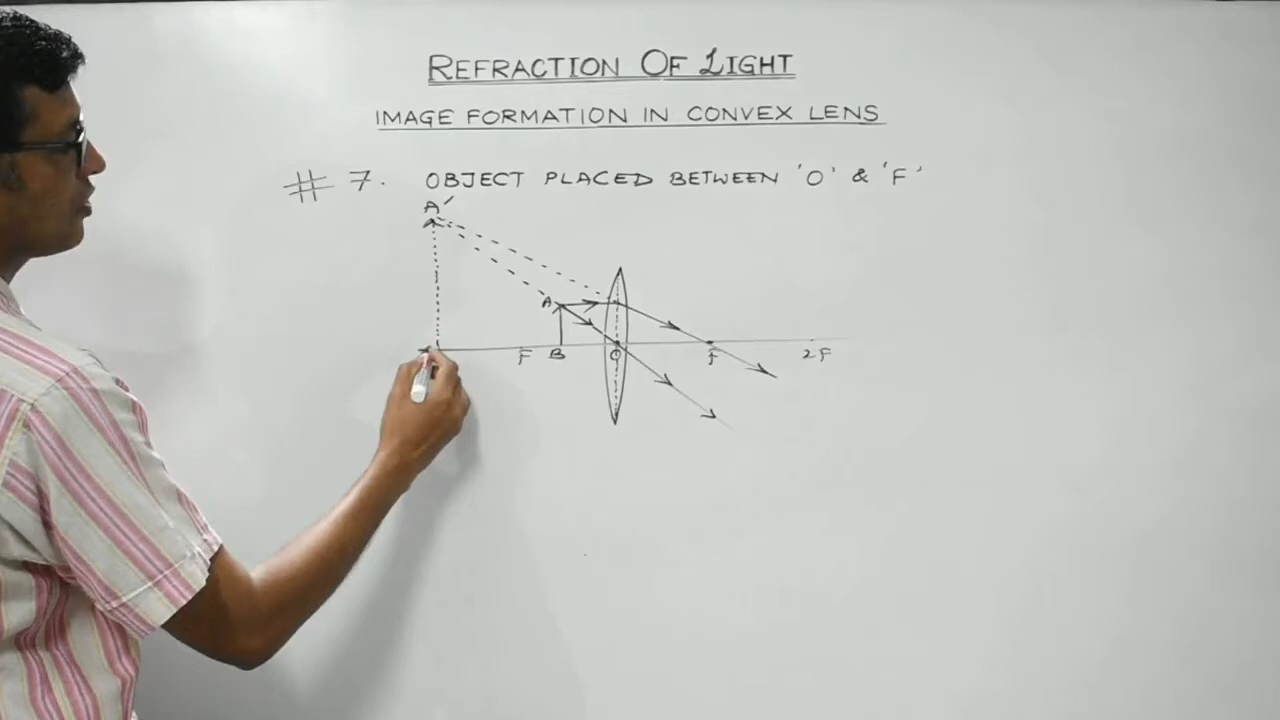 REFRACTION OF LIGHT
IMAGE FORMATION IN CONVEX LENS
# 7. OBJECT PLACED BETWEEN 'O' & 'F'
A'
A
F B O F 2F